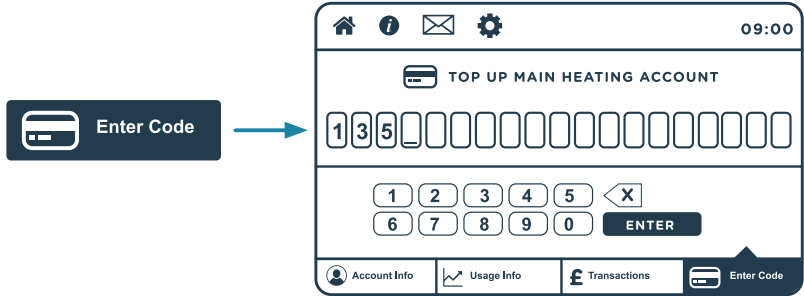 Enter Code
09:00
TOP UP MAIN HEATING ACCOUNT
1 3 5 _
1 2 3 4 5 X
6 7 8 9 0 ENTER
Account Info Usage Info £ Transactions Enter Code